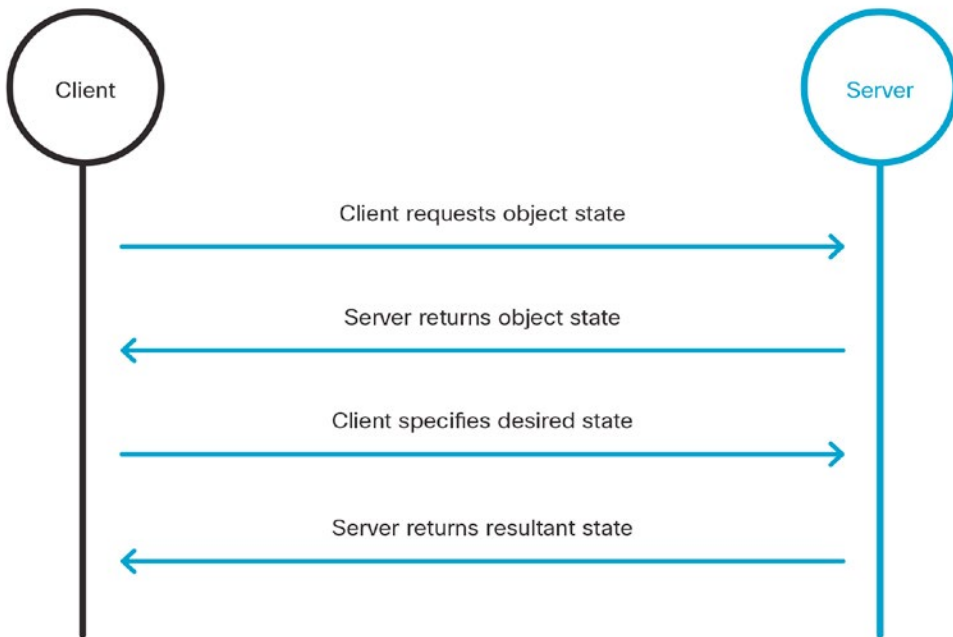 Client
Server
Client requests object state
Server returns object state
Client specifies desired state
Server returns resultant state